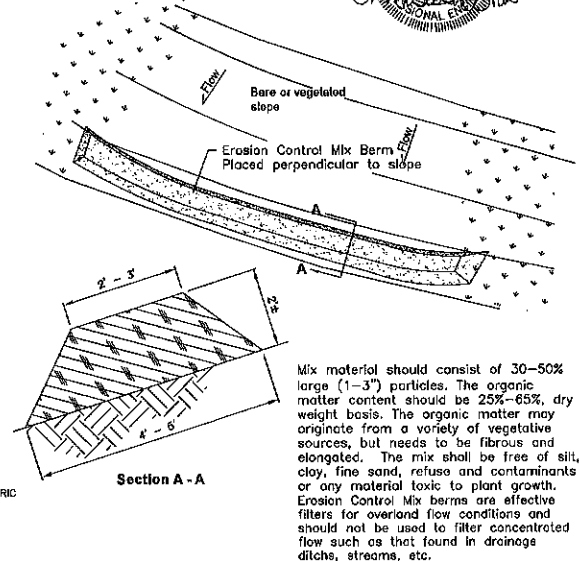 SIONAL EN
Flow
Bare or vegetated
slope
Flow
Erosion Control Mix Berm
Placed perpendicular to slope
A
A
2' - 3'
4' - 6'
Section A - A
RIC
Mix material should consist of 30-50%
large (1-3") particles. The organic
matter content should be 25%-65%, dry
weight basis. The organic matter may
originate from a variety of vegetative
sources, but needs to be fibrous and
elongated. The mix shall be free of silt,
clay, fine sand, refuse and contaminants
or any material toxic to plant growth.
Erosion Control Mix berms are effective
filters for overland flow conditions and
should not be used to filter concentrated
flow such as that found in drainage
ditchs, streams, etc.